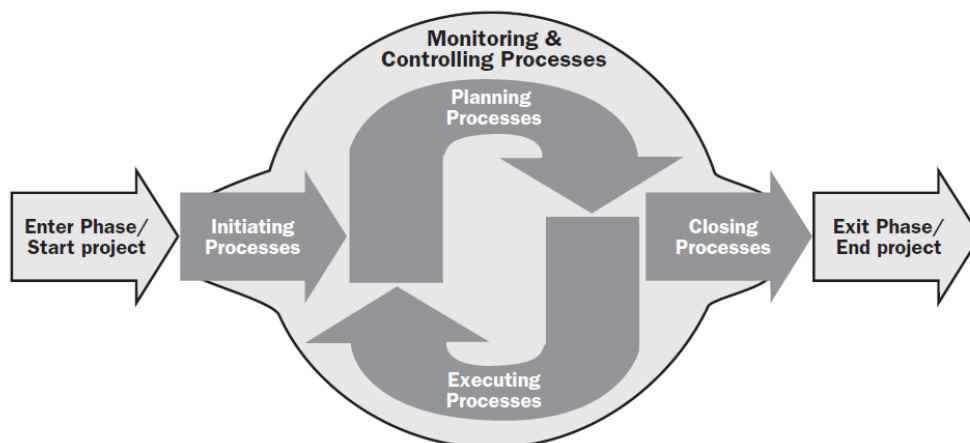 Monitoring &
Controlling Processes
Planning
Processes
Enter Phase/
Start project
Initiating
Processes
Closing
Processes
Exit Phase/
End project
Executing
Processes